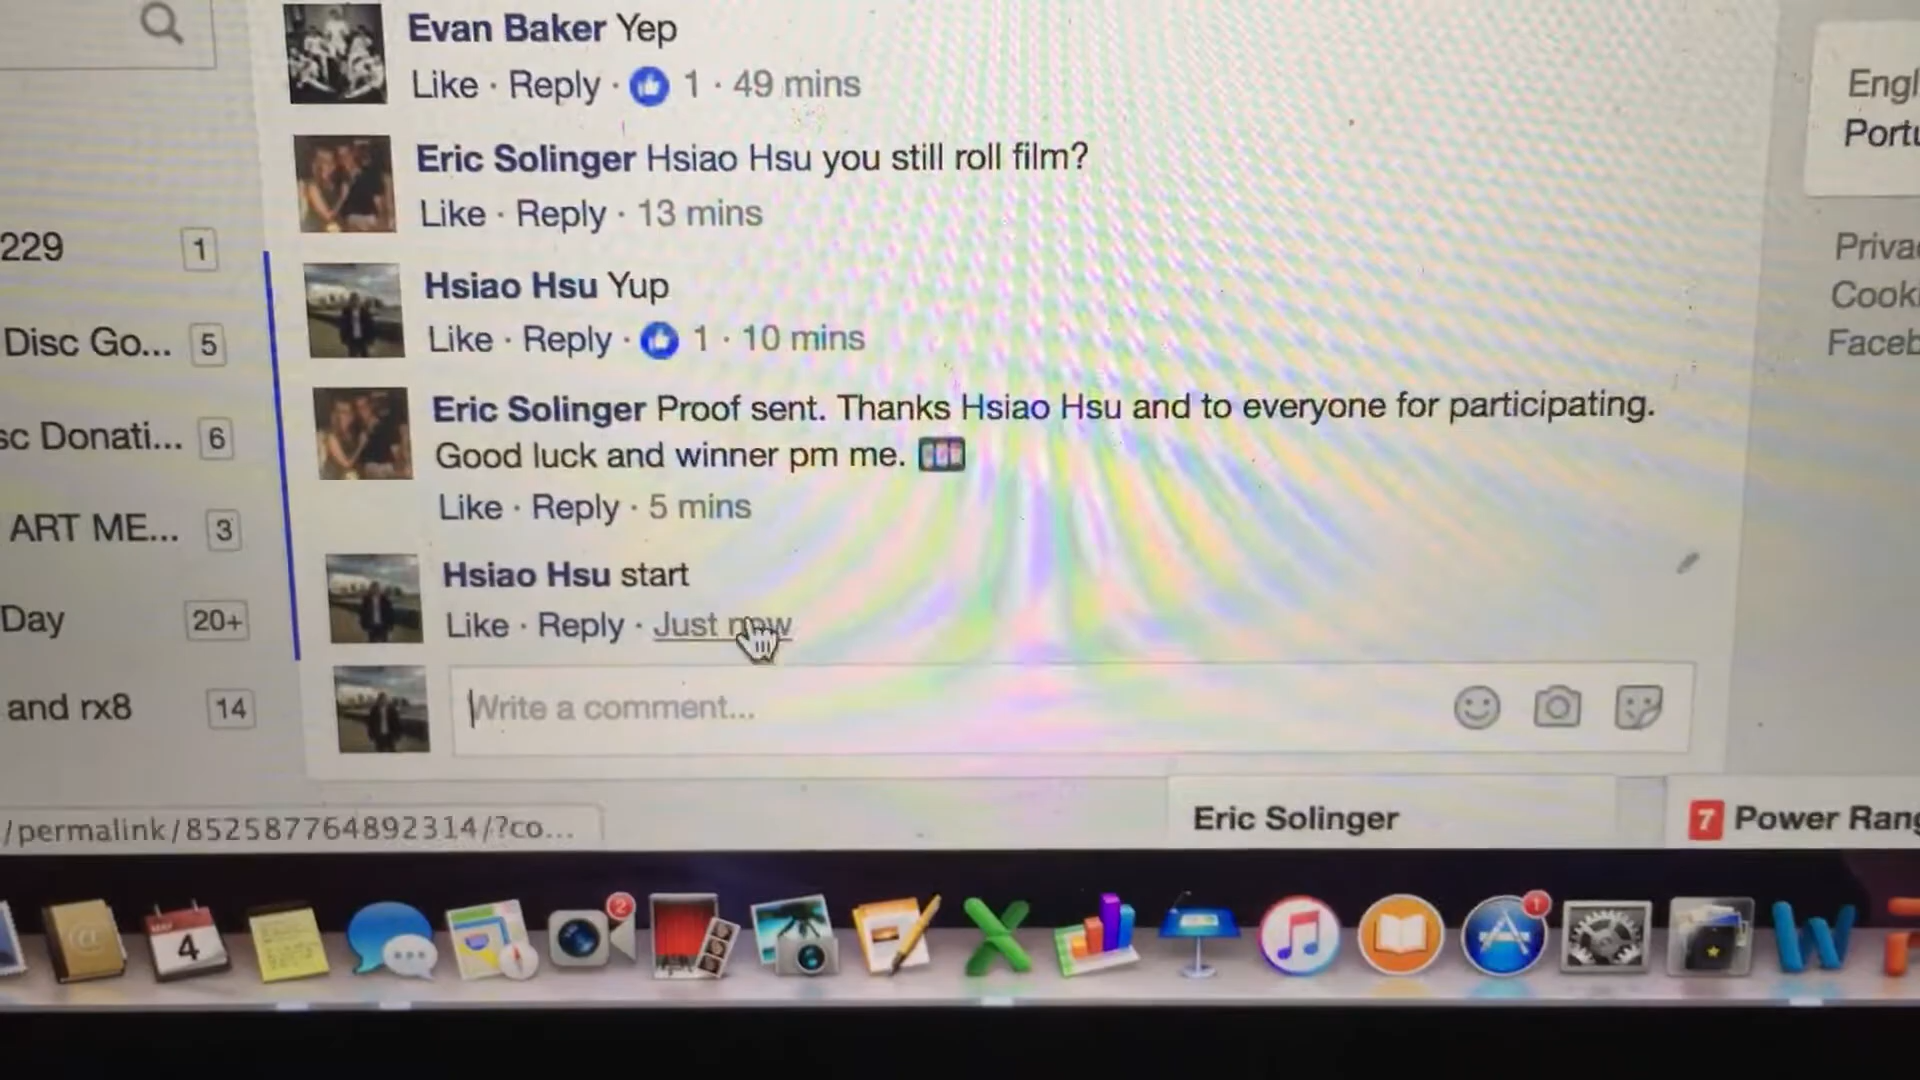 Evan Baker Yep
Like · Reply · 1 · 49 mins
Eric Solinger Hsiao Hsu you still roll film?
Like · Reply · 13 mins
Hsiao Hsu Yup
Like · Reply · 1 · 10 mins
Eric Solinger Proof sent. Thanks Hsiao Hsu and to everyone for participating.
Good luck and winner pm me.
Like · Reply · 5 mins
Hsiao Hsu start
Like · Reply · Just now
Write a comment...
229 1
Disc Go... 5
sc Donati... 6
ART ME... 3
Day 20+
and rx8 14
Engl
Portu
Priva
Cooki
Faceb
/permalink/852587764892314/?co...
Eric Solinger
7 Power Rang
MAY
4
2
1